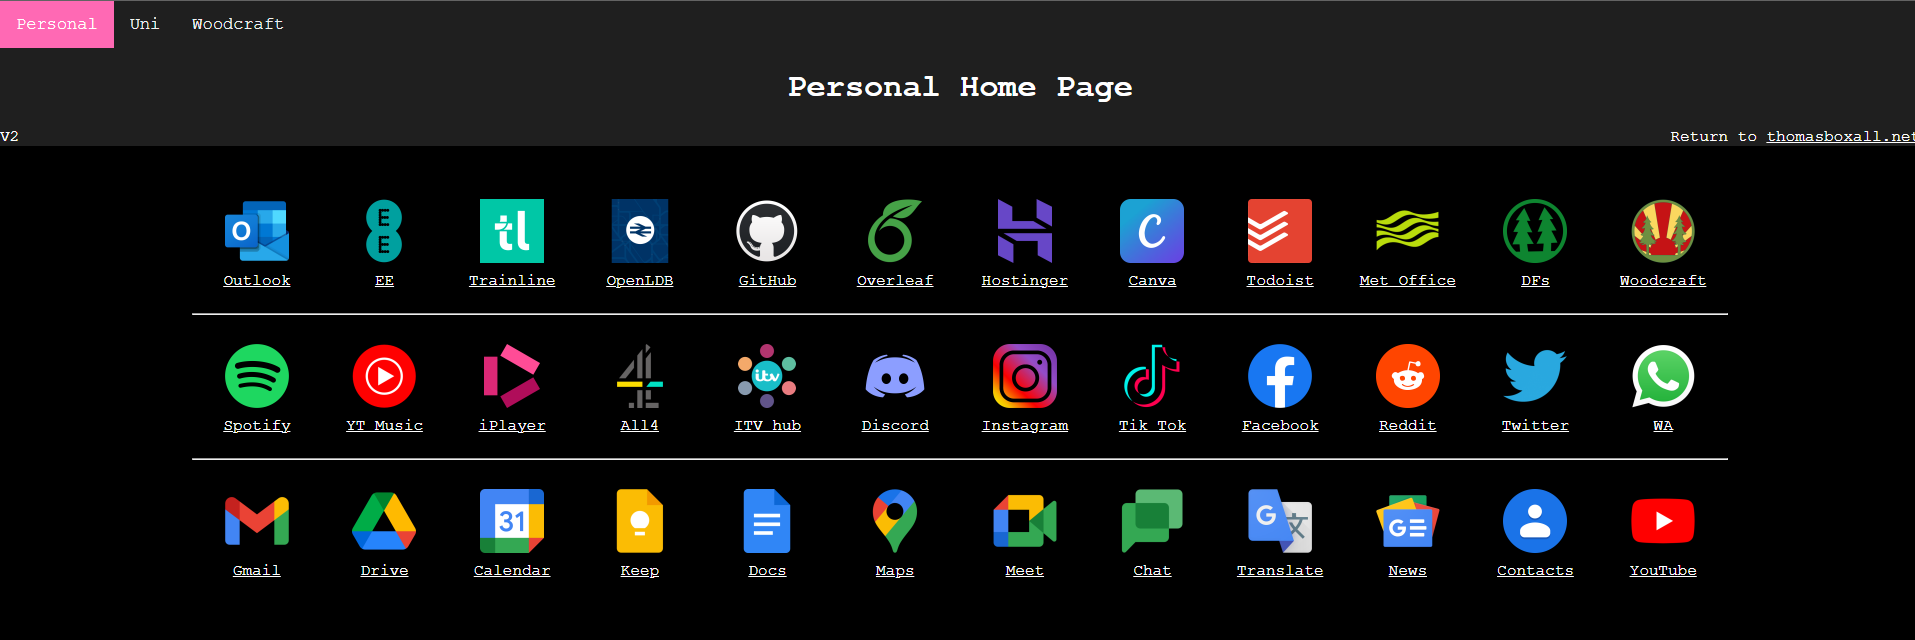 Personal Uni Woodcraft
Personal Home Page
V2 Return to thomasboxall.net
O EE tl C
Outlook EE Trainline OpenLDB GitHub Overleaf Hostinger Canva Todoist Met Office DFs Woodcraft
4 itv
Spotify YT Music iPlayer All4 ITV hub Discord Instagram Tik Tok Facebook Reddit Twitter WA
31 G 文 G
Gmail Drive Calendar Keep Docs Maps Meet Chat Translate News Contacts YouTube